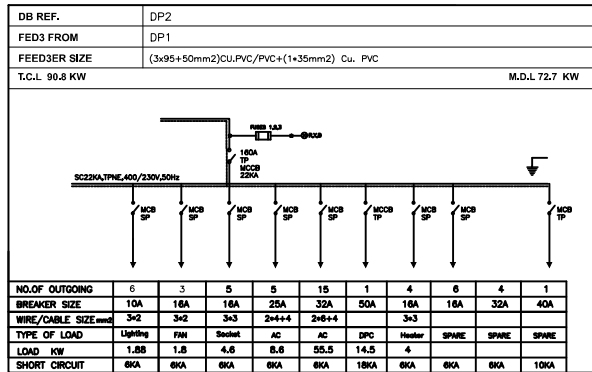 DB REF. DP2
FED3 FROM DP1
FEED3ER SIZE (3x95+50mm2)CU.PVC/PVC+(1*35mm2) Cu. PVC
T.C.L 90.8 KW M.D.L 72.7 KW
FUSES 1,2,3
R,Y,B
160A
TP
MCCB
22KA
SC22KA,TPNE,400/230V,50Hz
MCB SP MCB SP MCB SP MCB SP MCB SP MCCB TP MCB SP MCB SP MCB TP
NO.OF OUTGOING 6 3 5 5 15 1 4 6 4 1
BREAKER SIZE 10A 16A 16A 25A 32A 50A 16A 16A 32A 40A
WIRE/CABLE SIZE mm2 3*2 3*2 3*3 2*4+4 2*6+4 3*3
TYPE OF LOAD Lighting FAN Socket AC AC DPC Heater SPARE SPARE SPARE
LOAD KW 1.88 1.8 4.6 8.6 55.5 14.5 4
SHORT CIRCUIT 6KA 6KA 6KA 6KA 6KA 18KA 6KA 6KA 6KA 10KA